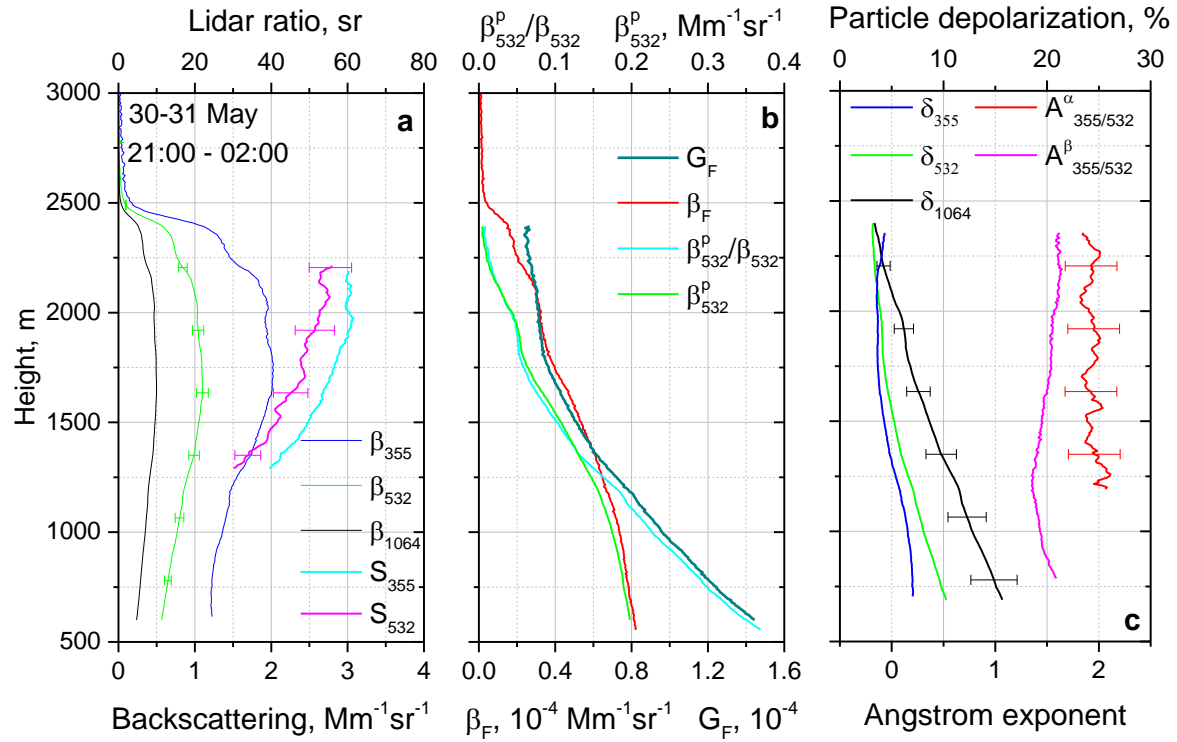 Lidar ratio, sr
0 20 40 60 80
β^p_532/β_532 β^p_532, Mm^-1sr^-1
0.0 0.1 0.2 0.3 0.4
Particle depolarization, %
0 10 20 30
3000
2500
2000
1500
1000
500
Height, m
30-31 May
21:00 - 02:00
a
β_355
β_532
β_1064
S_355
S_532
0 1 2 3 4
Backscattering, Mm^-1sr^-1
b
G_F
β_F
β^p_532/β_532
β^p_532
0.0 0.4 0.8 1.2 1.6
β_F, 10^-4 Mm^-1sr^-1 G_F, 10^-4
δ_355 A^α_355/532
δ_532 A^β_355/532
δ_1064
c
0 1 2
Angstrom exponent